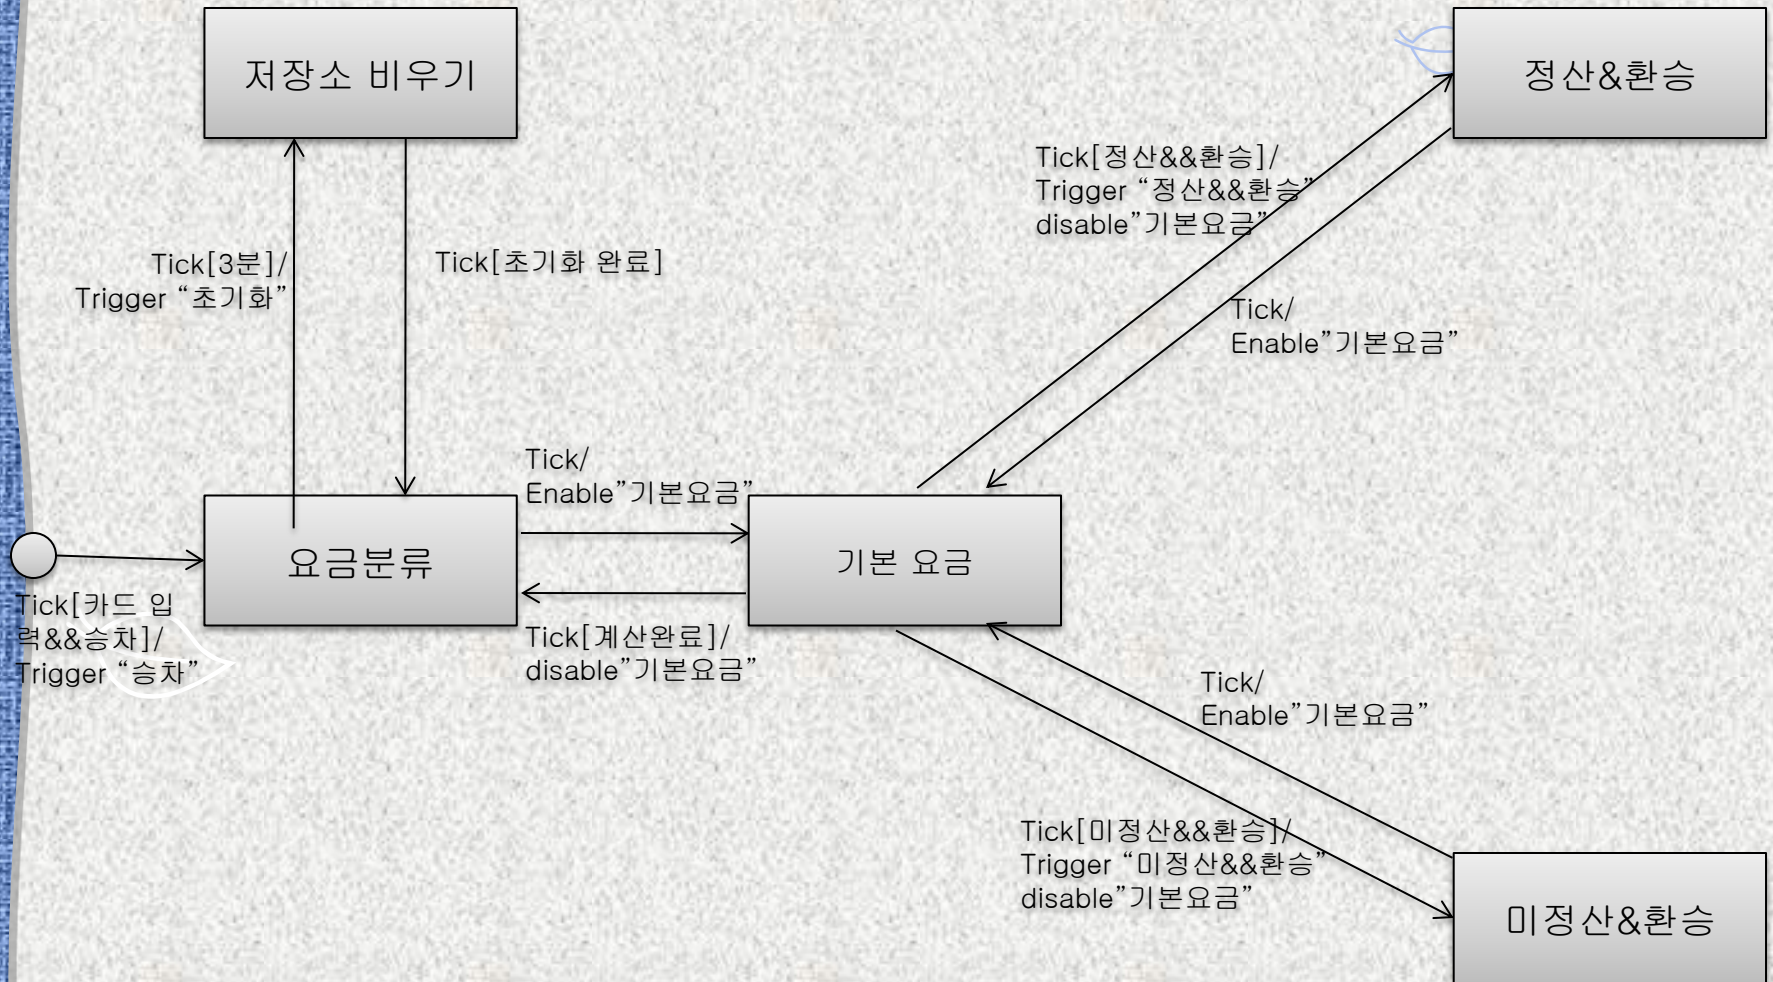 저장소 비우기
정산&환승
Tick[정산&&환승]/
Trigger “정산&&환승”
disable”기본요금”
Tick[3분]/
Trigger “초기화”
Tick[초기화 완료]
Tick/
Enable”기본요금”
Tick/
Enable”기본요금”
요금분류
기본 요금
Tick[카드 입
력&&승차]/
Trigger “승차”
Tick[계산완료]/
disable”기본요금”
Tick/
Enable”기본요금”
Tick[미정산&&환승]/
Trigger “미정산&&환승”
disable”기본요금”
미정산&환승